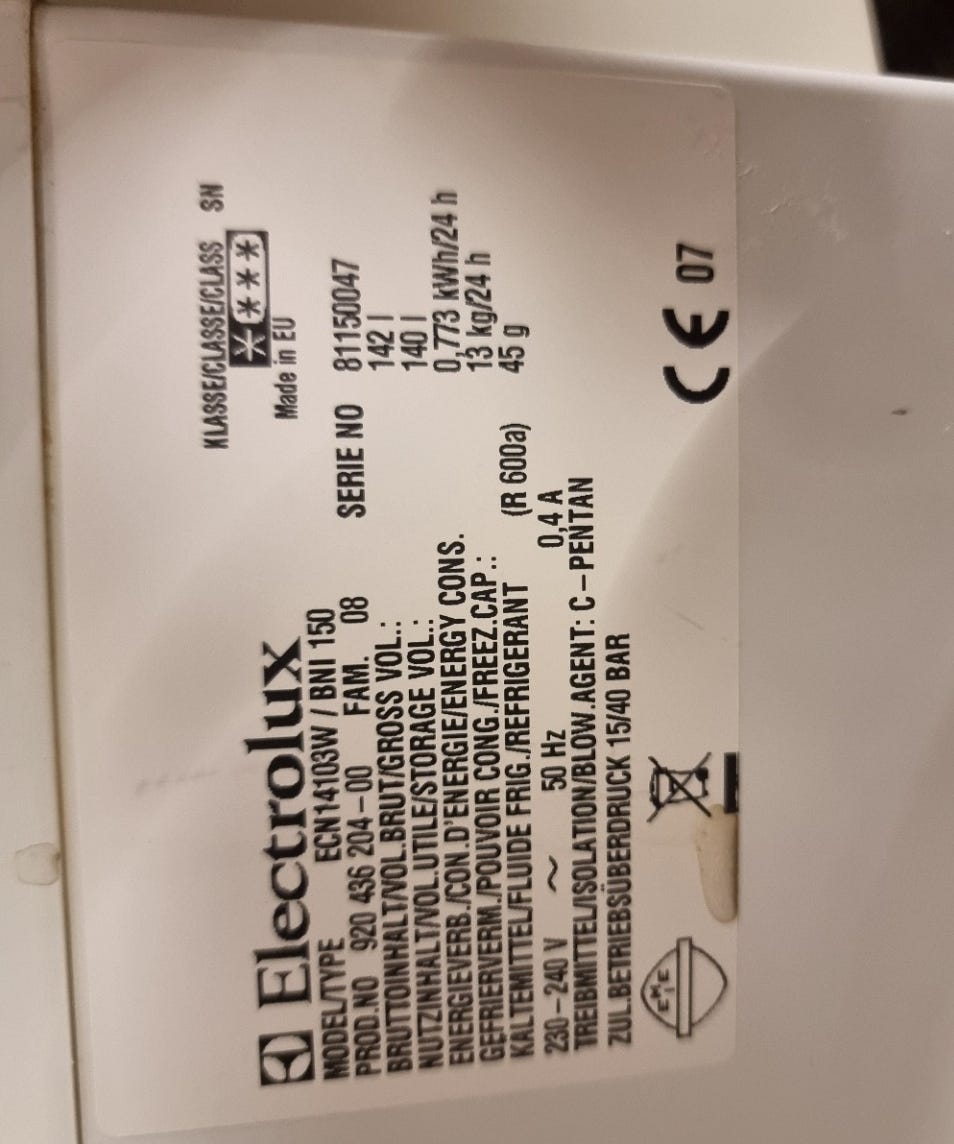 KLASSE/CLASSE/CLASS SN
****
Electrolux
Made in EU
MODEL/TYPE ECN14103W / BNI 150
PROD.NO 920 436 204-00 FAM. 08 SERIE NO 81150047
BRUTTOINHALT/VOL.BRUT/GROSS VOL.: 142 l
NUTZINHALT/VOL.UTILE/STORAGE VOL.: 140 l
ENERGIEVERB./CON.D'ENERGIE/ENERGY CONS. 0,773 kWh/24 h
GEFRIERVERM./POUVOIR CONG./FREEZ.CAP.: 13 kg/24 h
KALTEMITTEL/FLUIDE FRIG./REFRIGERANT (R 600a) 45 g
230-240 V ~ 50 Hz 0,4 A
TREIBMITTEL/ISOLATION/BLOW.AGENT: C-PENTAN
ZUL.BETRIEBSÜBERDRUCK 15/40 BAR
CE 07